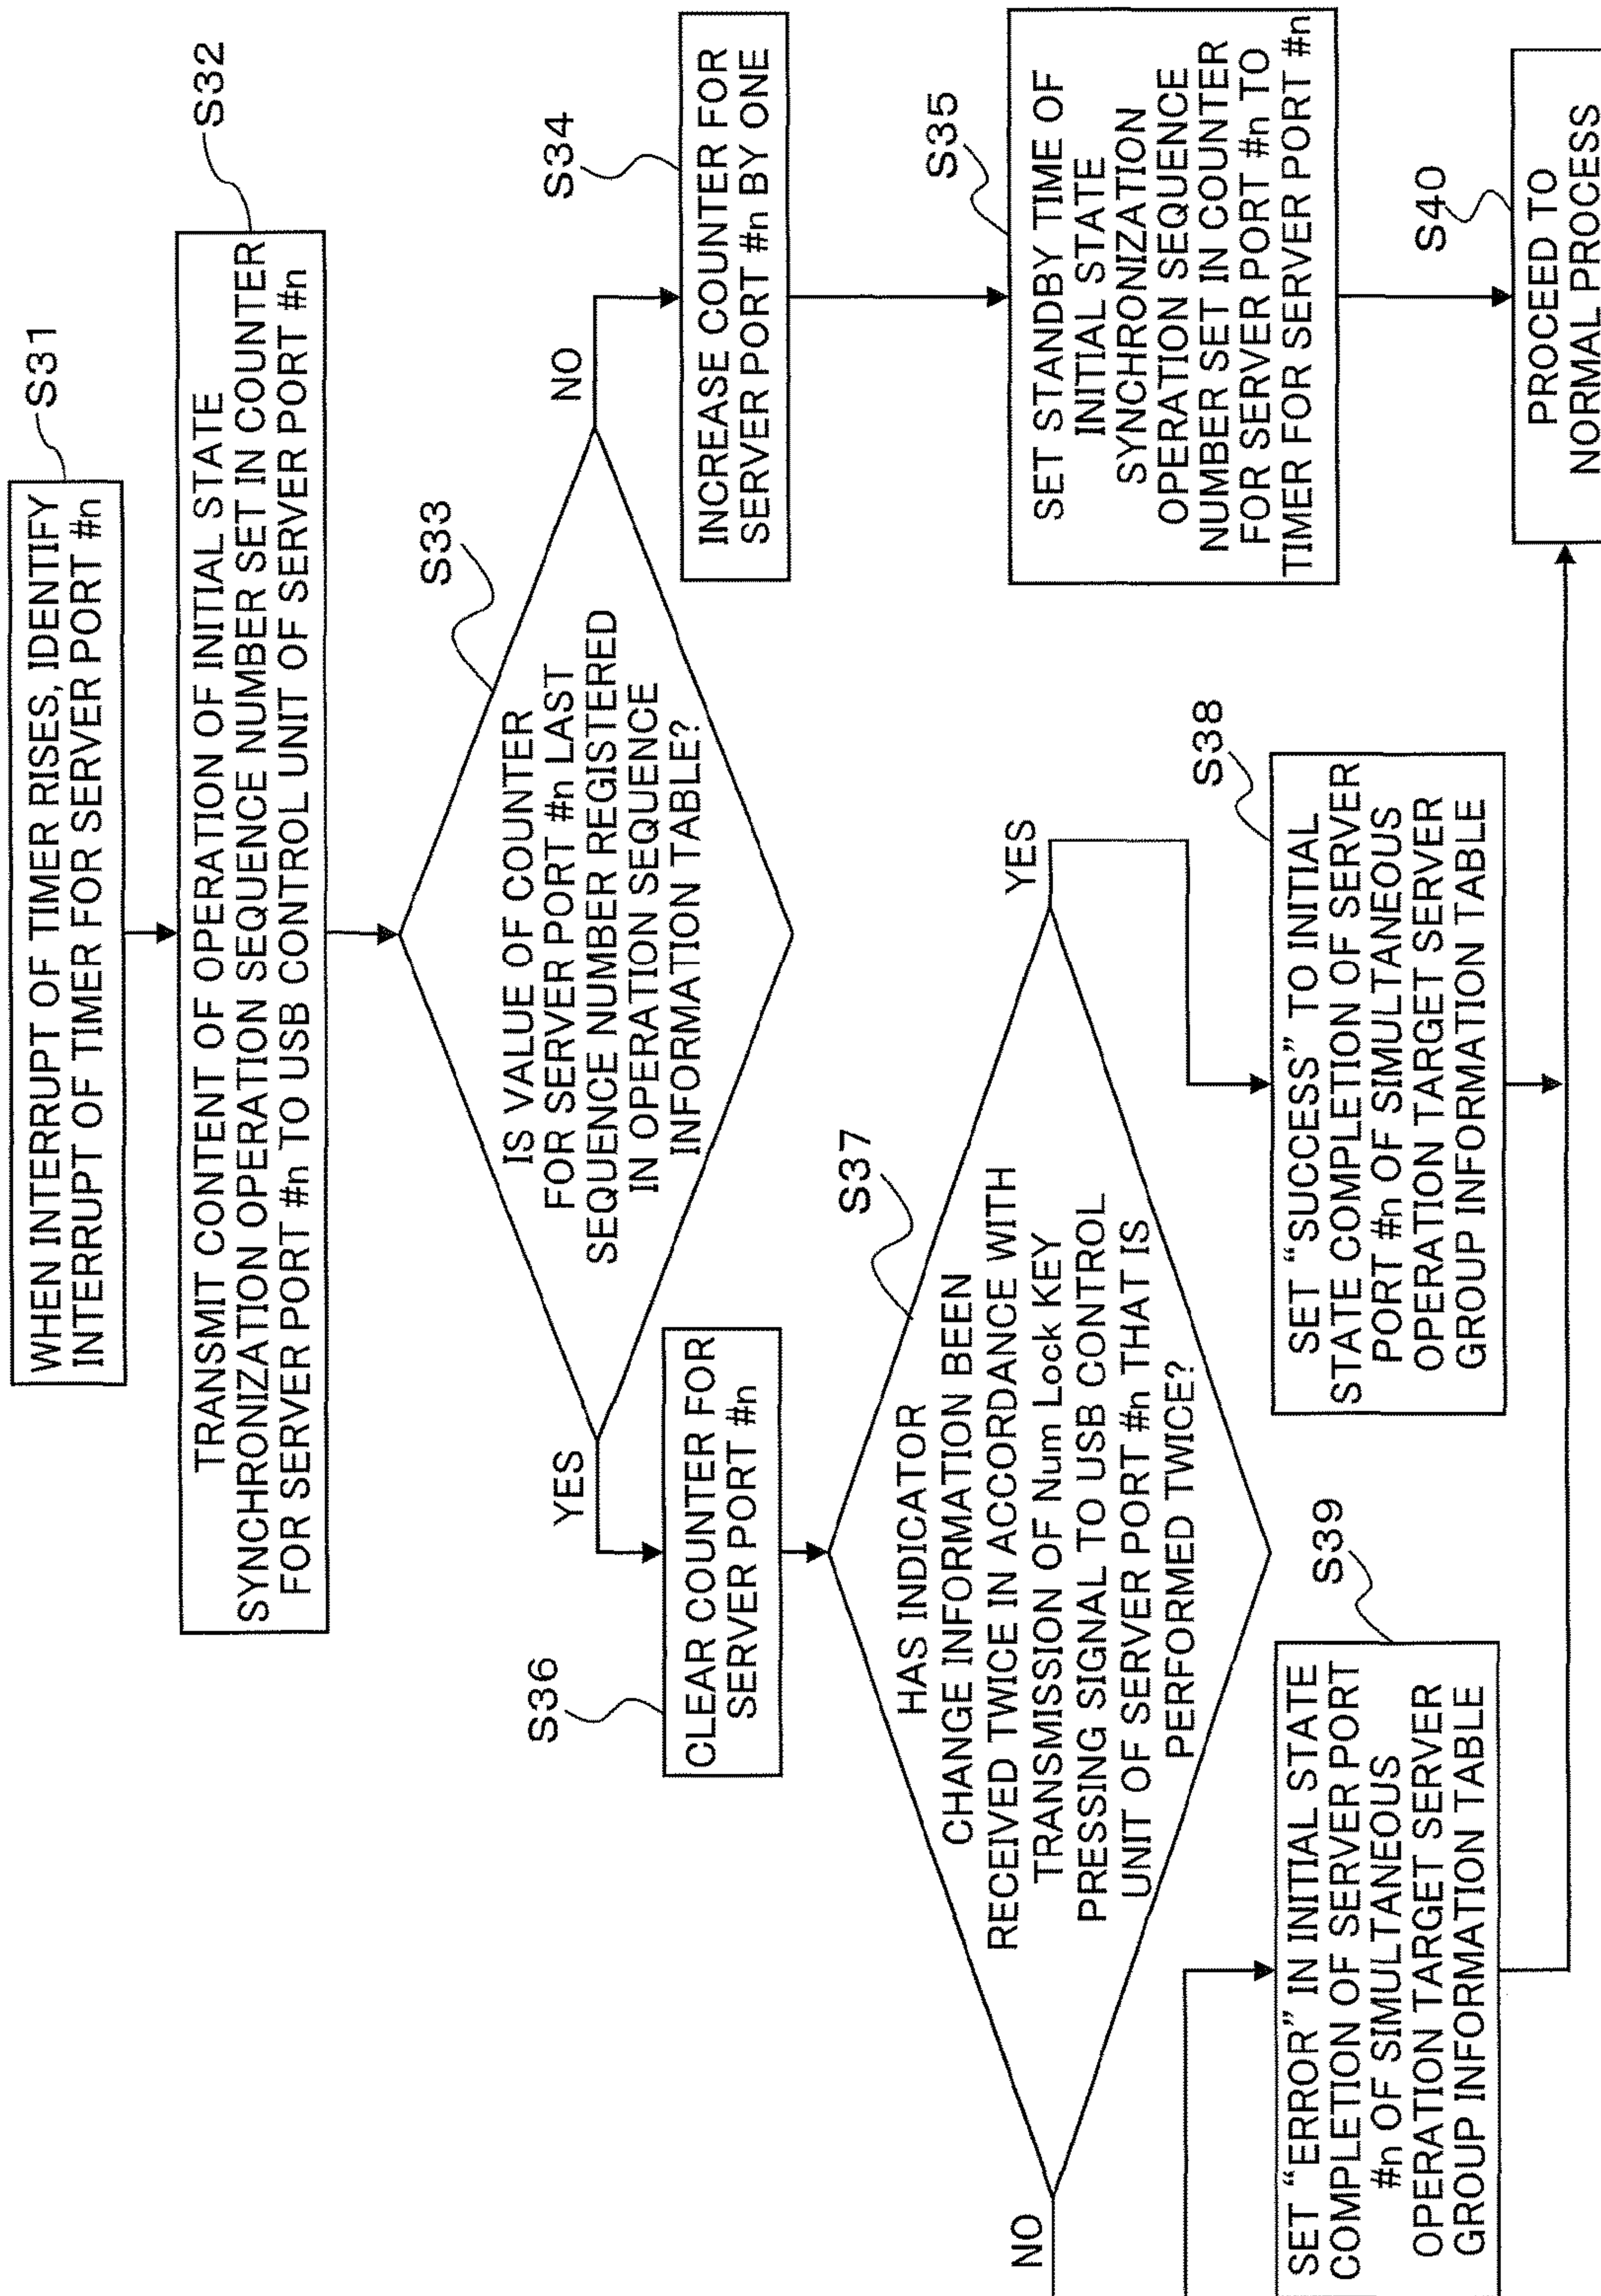 WHEN INTERRUPT OF TIMER RISES, IDENTIFY
INTERRUPT OF TIMER FOR SERVER PORT #n
S31
TRANSMIT CONTENT OF OPERATION OF INITIAL STATE
SYNCHRONIZATION OPERATION SEQUENCE NUMBER SET IN COUNTER
FOR SERVER PORT #n TO USB CONTROL UNIT OF SERVER PORT #n
S32
IS VALUE OF COUNTER
FOR SERVER PORT #n LAST
SEQUENCE NUMBER REGISTERED
IN OPERATION SEQUENCE
INFORMATION TABLE?
S33
NO
INCREASE COUNTER FOR
SERVER PORT #n BY ONE
S34
SET STANDBY TIME OF
INITIAL STATE
SYNCHRONIZATION
OPERATION SEQUENCE
NUMBER SET IN COUNTER
FOR SERVER PORT #n TO
TIMER FOR SERVER PORT #n
S35
YES
S36
CLEAR COUNTER FOR
SERVER PORT #n
HAS INDICATOR
CHANGE INFORMATION BEEN
RECEIVED TWICE IN ACCORDANCE WITH
TRANSMISSION OF Num Lock KEY
PRESSING SIGNAL TO USB CONTROL
UNIT OF SERVER PORT #n THAT IS
PERFORMED TWICE?
S37
YES
SET “SUCCESS” TO INITIAL
STATE COMPLETION OF SERVER
PORT #n OF SIMULTANEOUS
OPERATION TARGET SERVER
GROUP INFORMATION TABLE
S38
NO
SET “ERROR” IN INITIAL STATE
COMPLETION OF SERVER PORT
#n OF SIMULTANEOUS
OPERATION TARGET SERVER
GROUP INFORMATION TABLE
S39
PROCEED TO
NORMAL PROCESS
S40